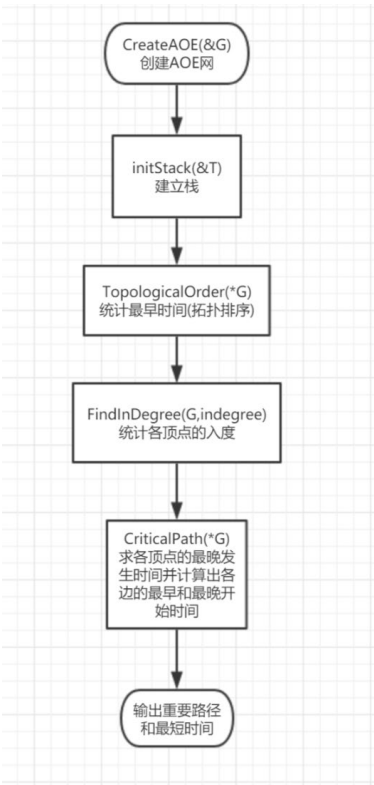 CreateAOE(&G)
创建AOE网
initStack(&T)
建立栈
TopologicalOrder(*G)
统计最早时间(拓扑排序)
FindInDegree(G,indegree)
统计各顶点的入度
CriticalPath(*G)
求各顶点的最晚发
生时间并计算出各
边的最早和最晚开
始时间
输出重要路径
和最短时间